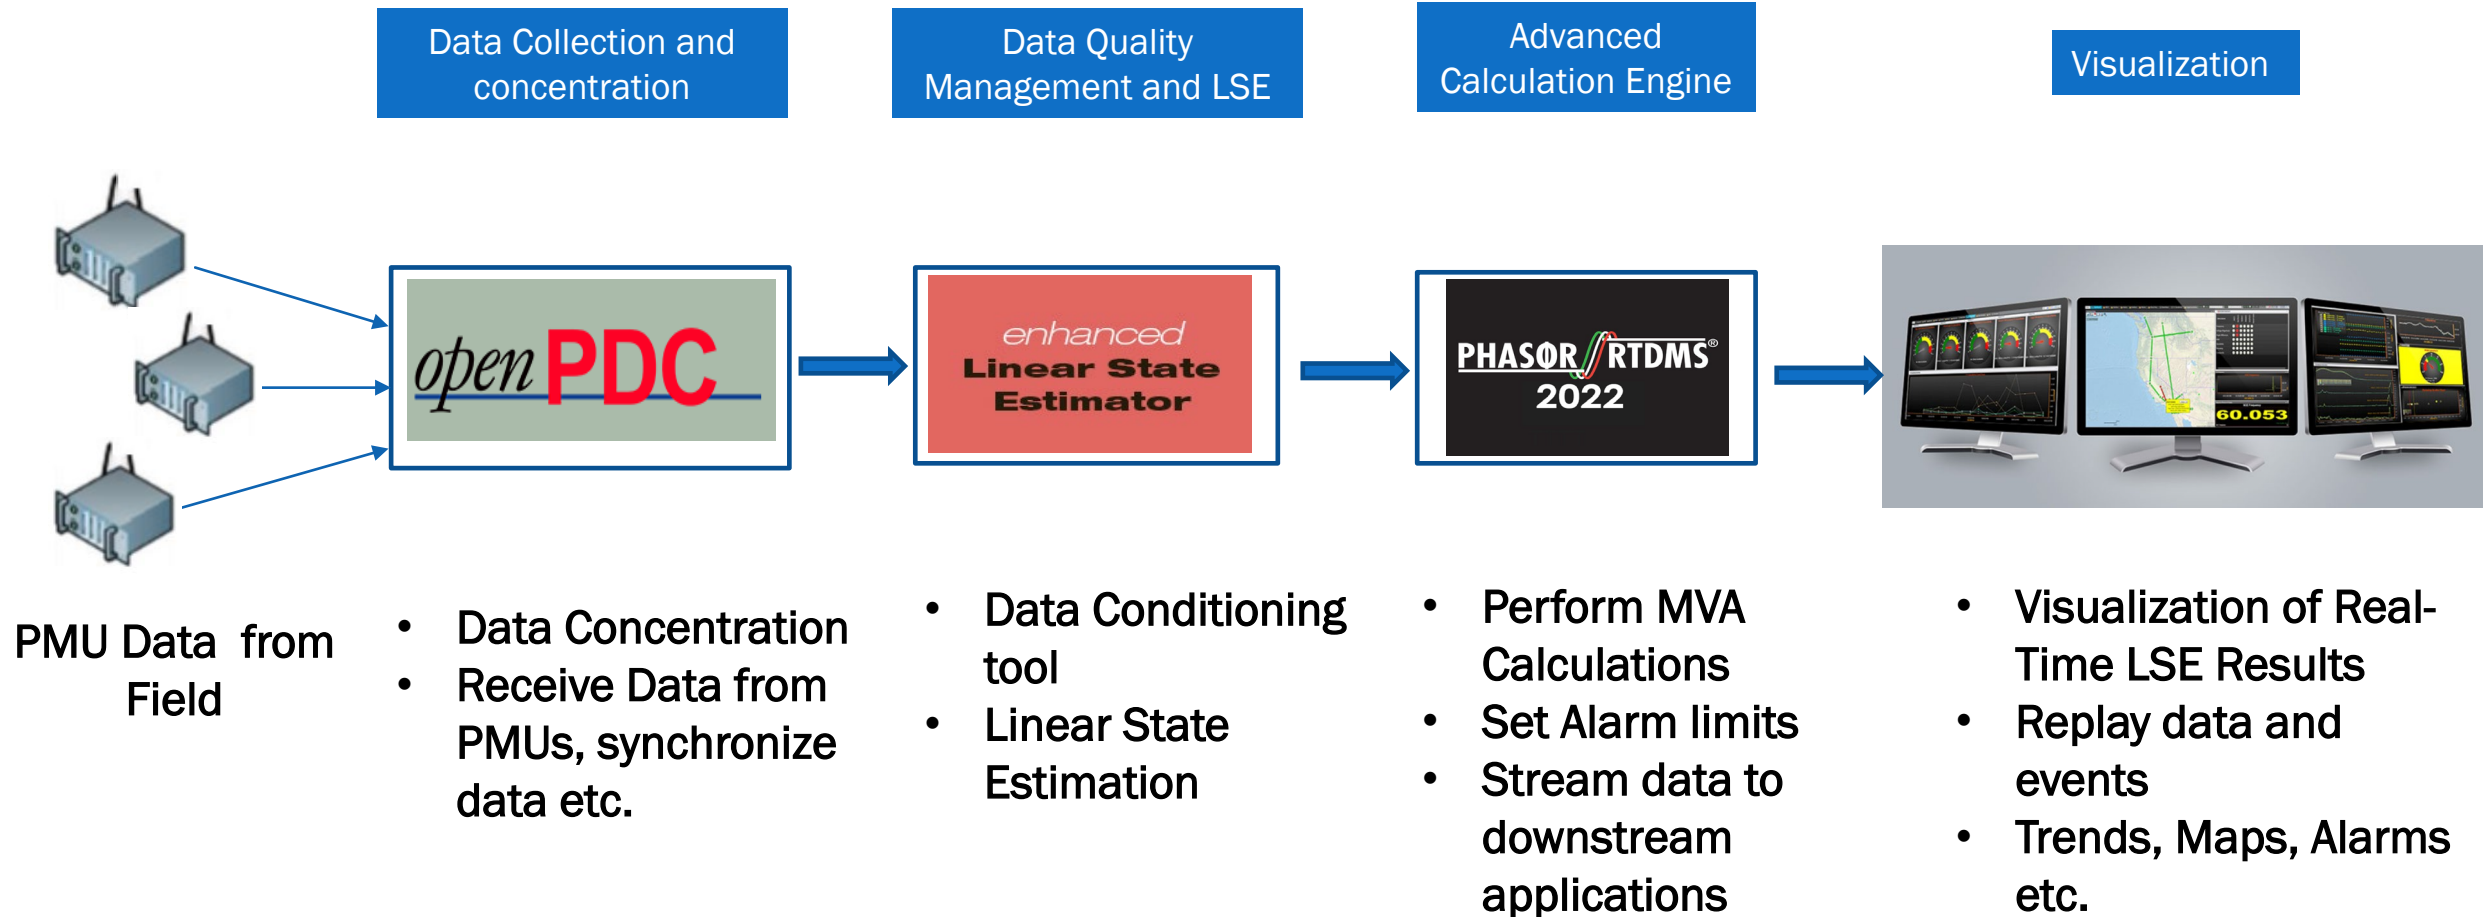 Data Collection and
concentration
Data Quality
Management and LSE
Advanced
Calculation Engine
Visualization
open PDC
enhanced
Linear State
Estimator
PHASOR RTDMS®
2022
60.053
PMU Data  from
Field
• Data Concentration
• Receive Data from
PMUs, synchronize
data etc.
• Data Conditioning
tool
• Linear State
Estimation
• Perform MVA
Calculations
• Set Alarm limits
• Stream data to
downstream
applications
• Visualization of Real-
Time LSE Results
• Replay data and
events
• Trends, Maps, Alarms
etc.